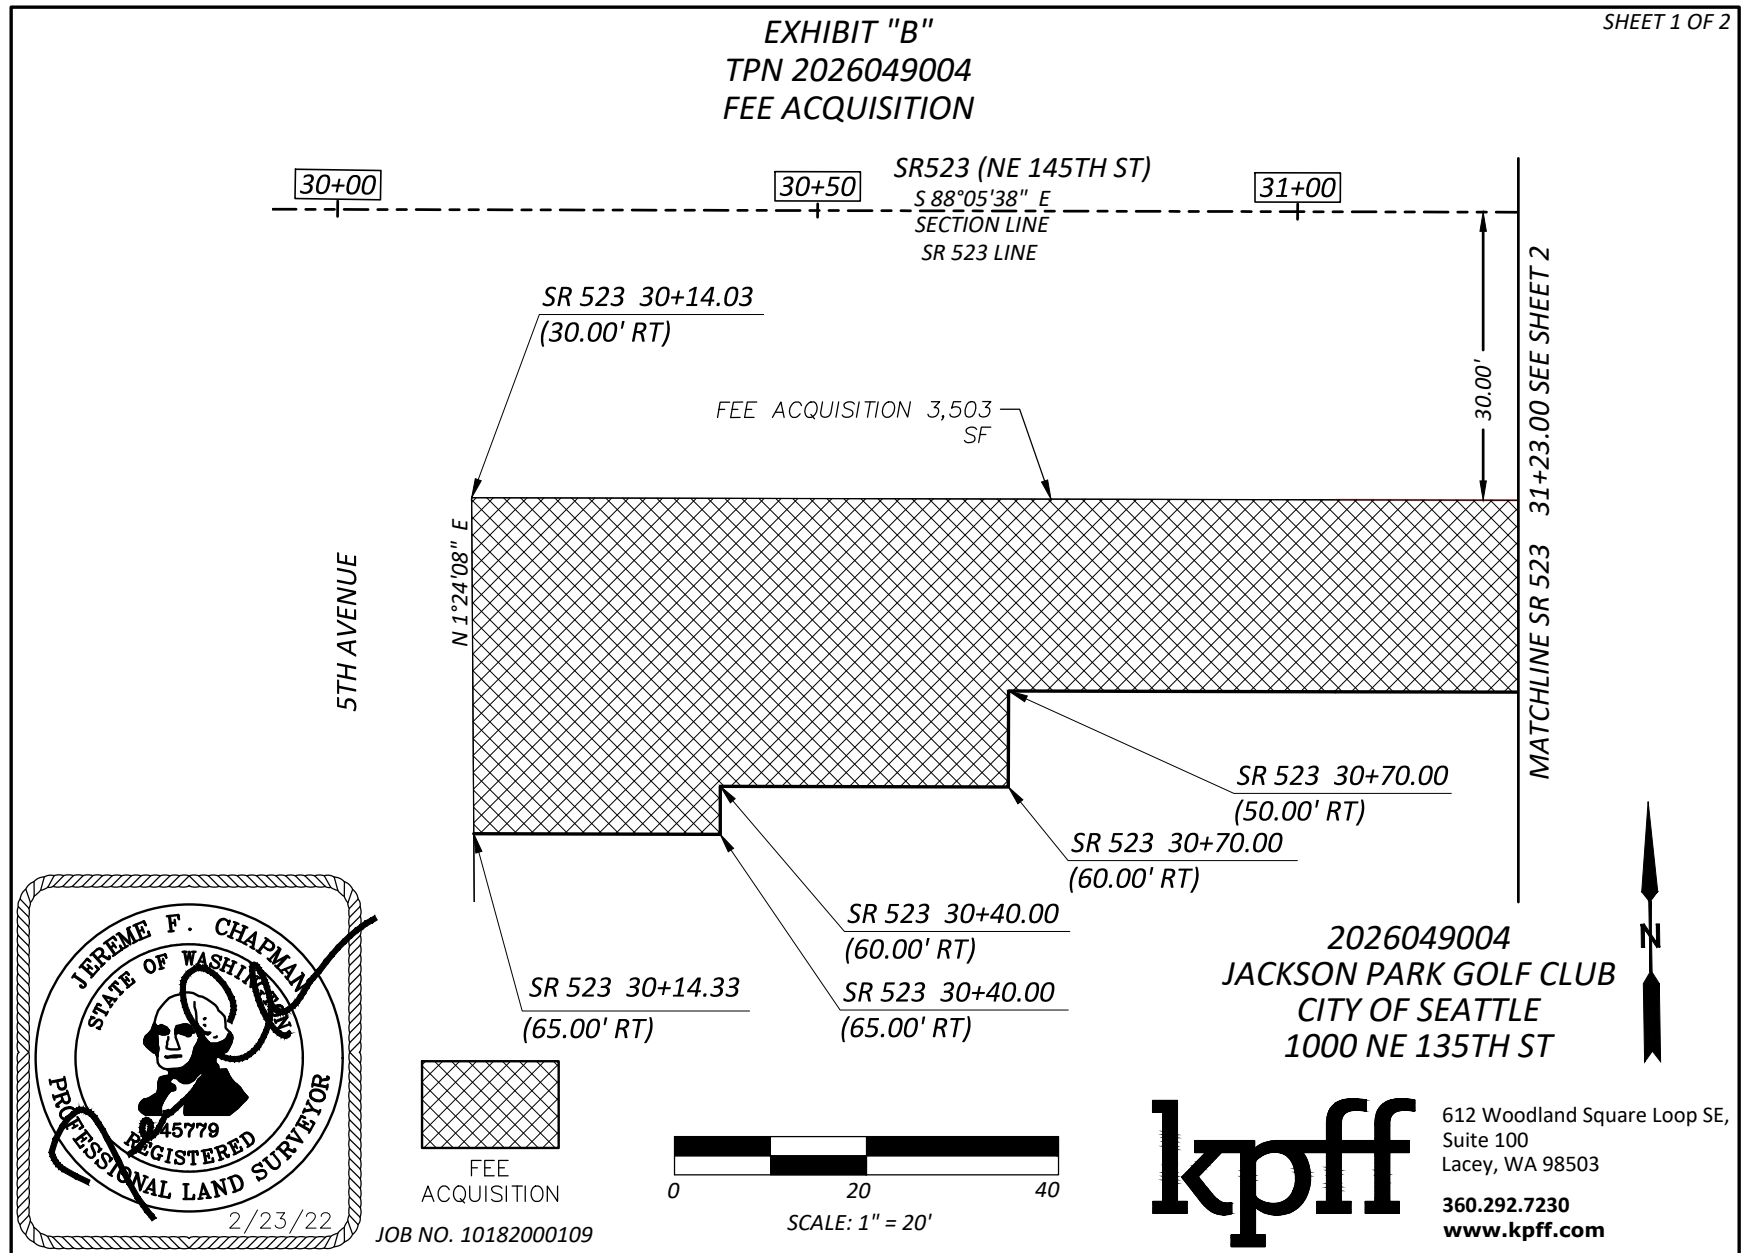 SHEET 1 OF 2
EXHIBIT "B"
TPN 2026049004
FEE ACQUISITION
SR523 (NE 145TH ST)
30+00
30+50
31+00
S 88°05'38" E
SECTION LINE
SR 523 LINE
SR 523 30+14.03
(30.00' RT)
FEE ACQUISITION 3,503
SF
30.00'
MATCHLINE SR 523 31+23.00 SEE SHEET 2
N 1°24'08" E
5TH AVENUE
SR 523 30+70.00
(50.00' RT)
SR 523 30+70.00
(60.00' RT)
SR 523 30+40.00
(60.00' RT)
SR 523 30+40.00
(65.00' RT)
SR 523 30+14.33
(65.00' RT)
N
2026049004
JACKSON PARK GOLF CLUB
CITY OF SEATTLE
1000 NE 135TH ST
JEREME F. CHAPMAN
STATE OF WASHINGTON
45779
REGISTERED
PROFESSIONAL LAND SURVEYOR
2/23/22
FEE
ACQUISITION
JOB NO. 10182000109
0 20 40
SCALE: 1" = 20'
kpff
612 Woodland Square Loop SE,
Suite 100
Lacey, WA 98503
360.292.7230
www.kpff.com